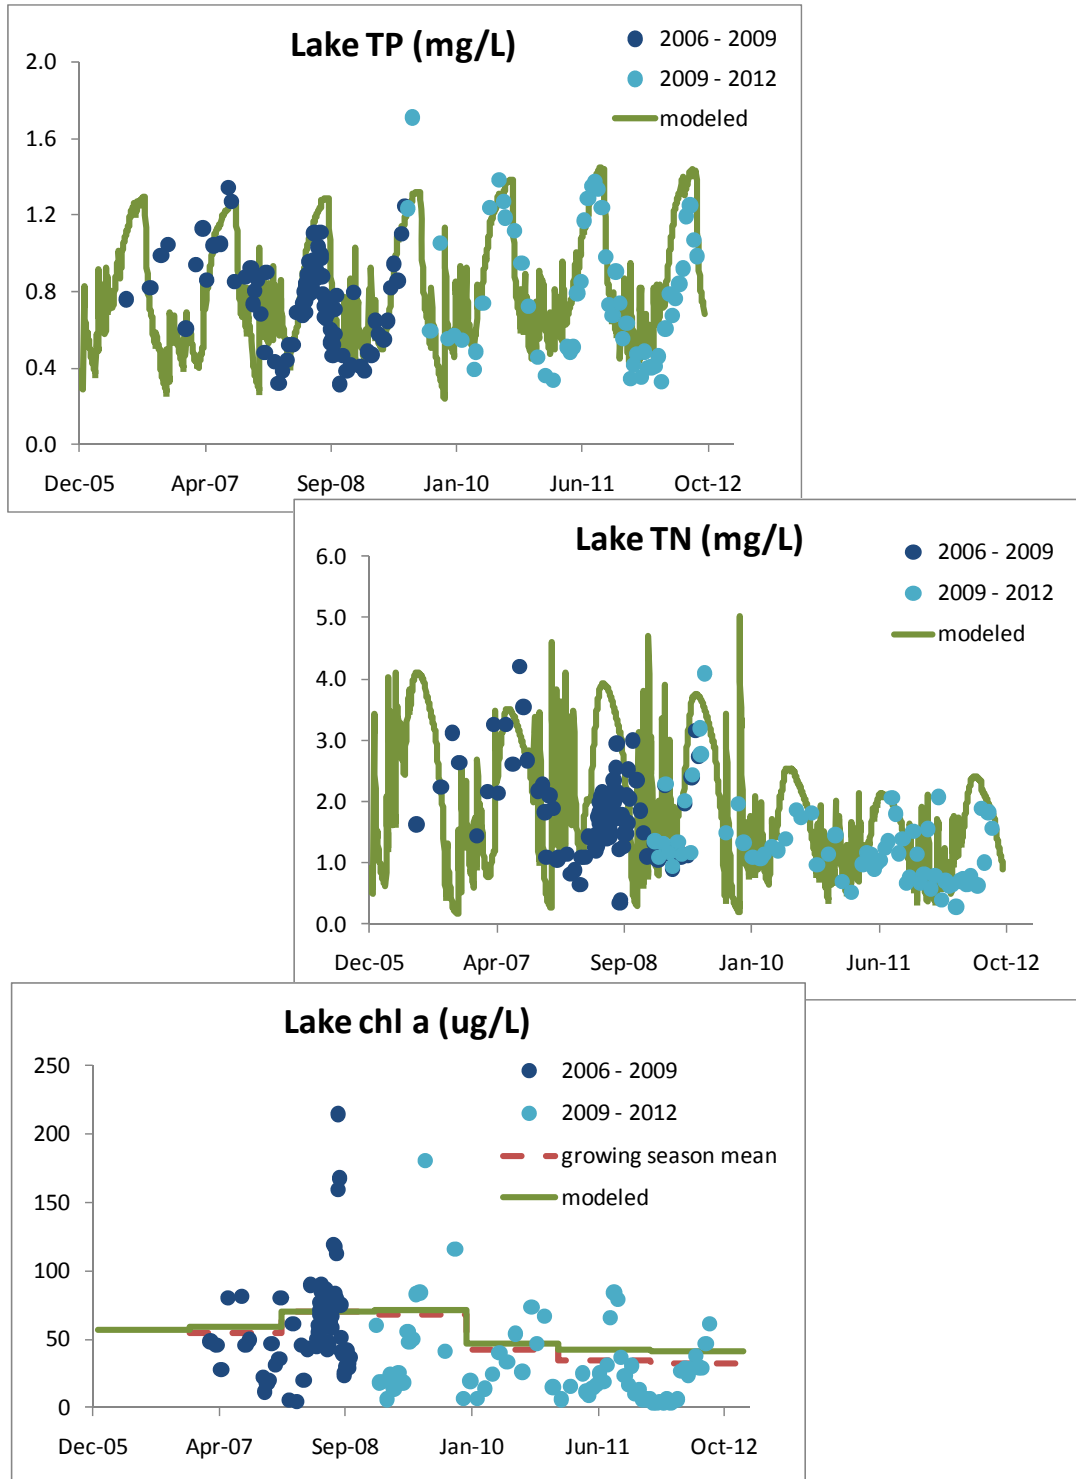 Lake TP (mg/L)
2006 - 2009
2009 - 2012
modeled
2.0
1.6
1.2
0.8
0.4
0.0
Dec-05 Apr-07 Sep-08 Jan-10 Jun-11 Oct-12
Lake TN (mg/L)
2006 - 2009
2009 - 2012
modeled
6.0
5.0
4.0
3.0
2.0
1.0
0.0
Dec-05 Apr-07 Sep-08 Jan-10 Jun-11 Oct-12
Lake chl a (ug/L)
2006 - 2009
2009 - 2012
growing season mean
modeled
250
200
150
100
50
0
Dec-05 Apr-07 Sep-08 Jan-10 Jun-11 Oct-12